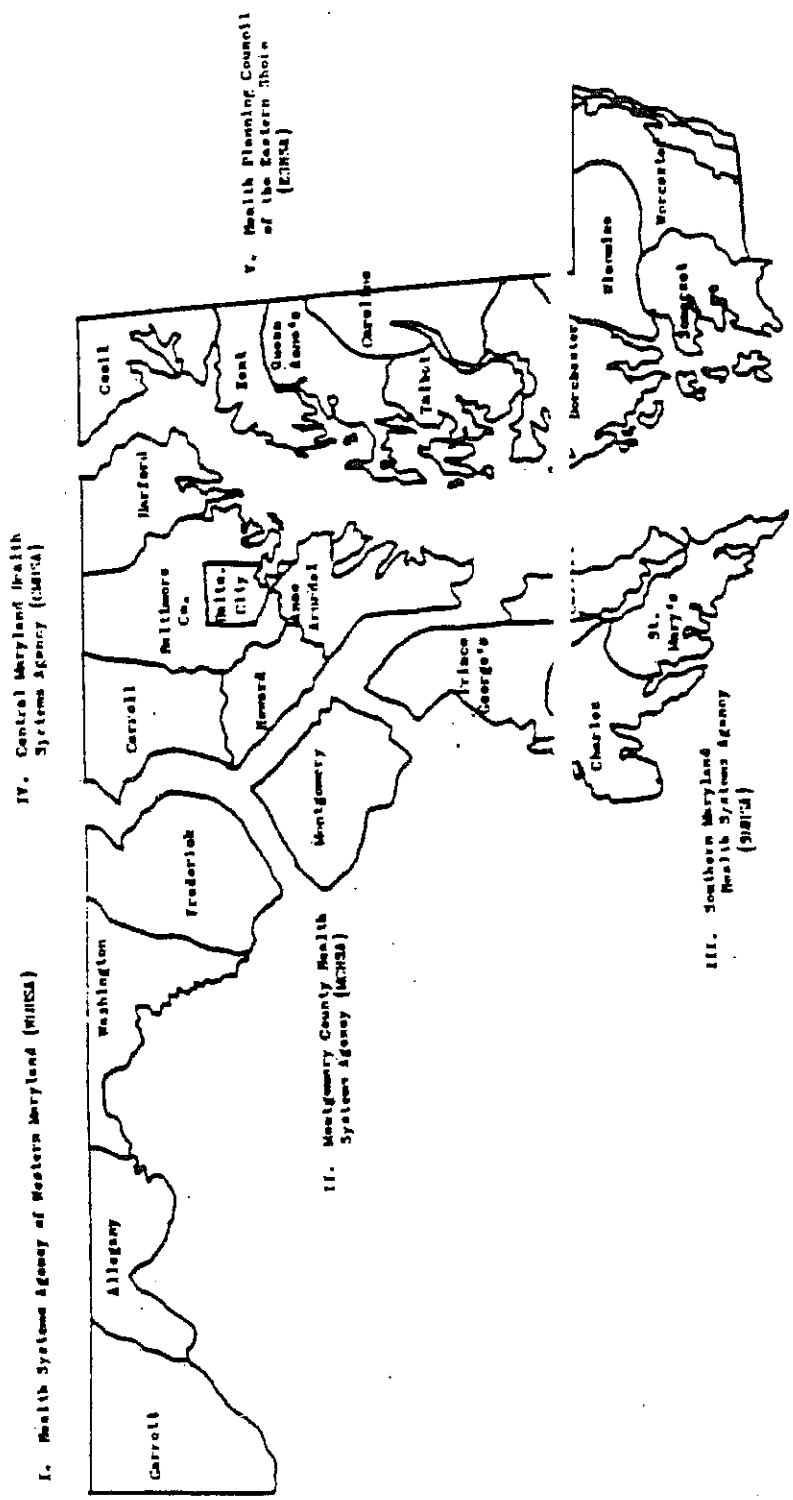 I. Health Systems Agency of Western Maryland (WMHSA)
IV. Central Maryland Health
Systems Agency (CMHSA)
V. Health Planning Council
of the Eastern Shore
(ESHSA)
II. Montgomery County Health
Systems Agency (MCHSA)
III. Southern Maryland
Health Systems Agency
(SMHSA)
Garrett
Allegany
Washington
Frederick
Montgomery
Carroll
Howard
Baltimore
Co.
Balto.
City
Anne
Arundel
Harford
Cecil
Kent
Queen
Anne's
Caroline
Talbot
Dorchester
Wicomico
Worcester
Somerset
Prince
George's
Charles
St.
Mary's